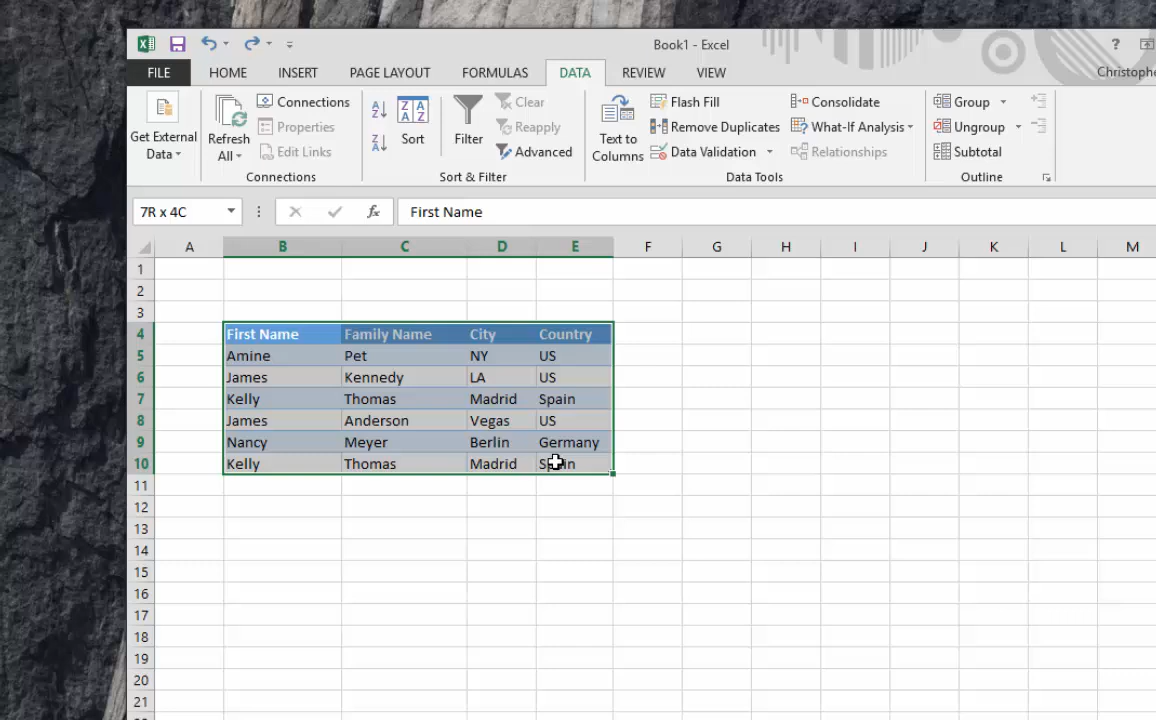 Book1 - Excel
?
FILE HOME INSERT PAGE LAYOUT FORMULAS DATA REVIEW VIEW Christophe
Get External Data
Refresh All
Connections
Properties
Edit Links
Connections
A Z
Z A
Z A A Z
Sort
Filter
Clear
Reapply
Advanced
Sort & Filter
Text to Columns
Flash Fill
Remove Duplicates
Data Validation
Consolidate
What-If Analysis
Relationships
Data Tools
Group
Ungroup
Subtotal
Outline
7R x 4C fx First Name
A B C D E F G H I J K L M
1
2
3
4 First Name Family Name City Country
5 Amine Pet NY US
6 James Kennedy LA US
7 Kelly Thomas Madrid Spain
8 James Anderson Vegas US
9 Nancy Meyer Berlin Germany
10 Kelly Thomas Madrid Spain
11
12
13
14
15
16
17
18
19
20
21